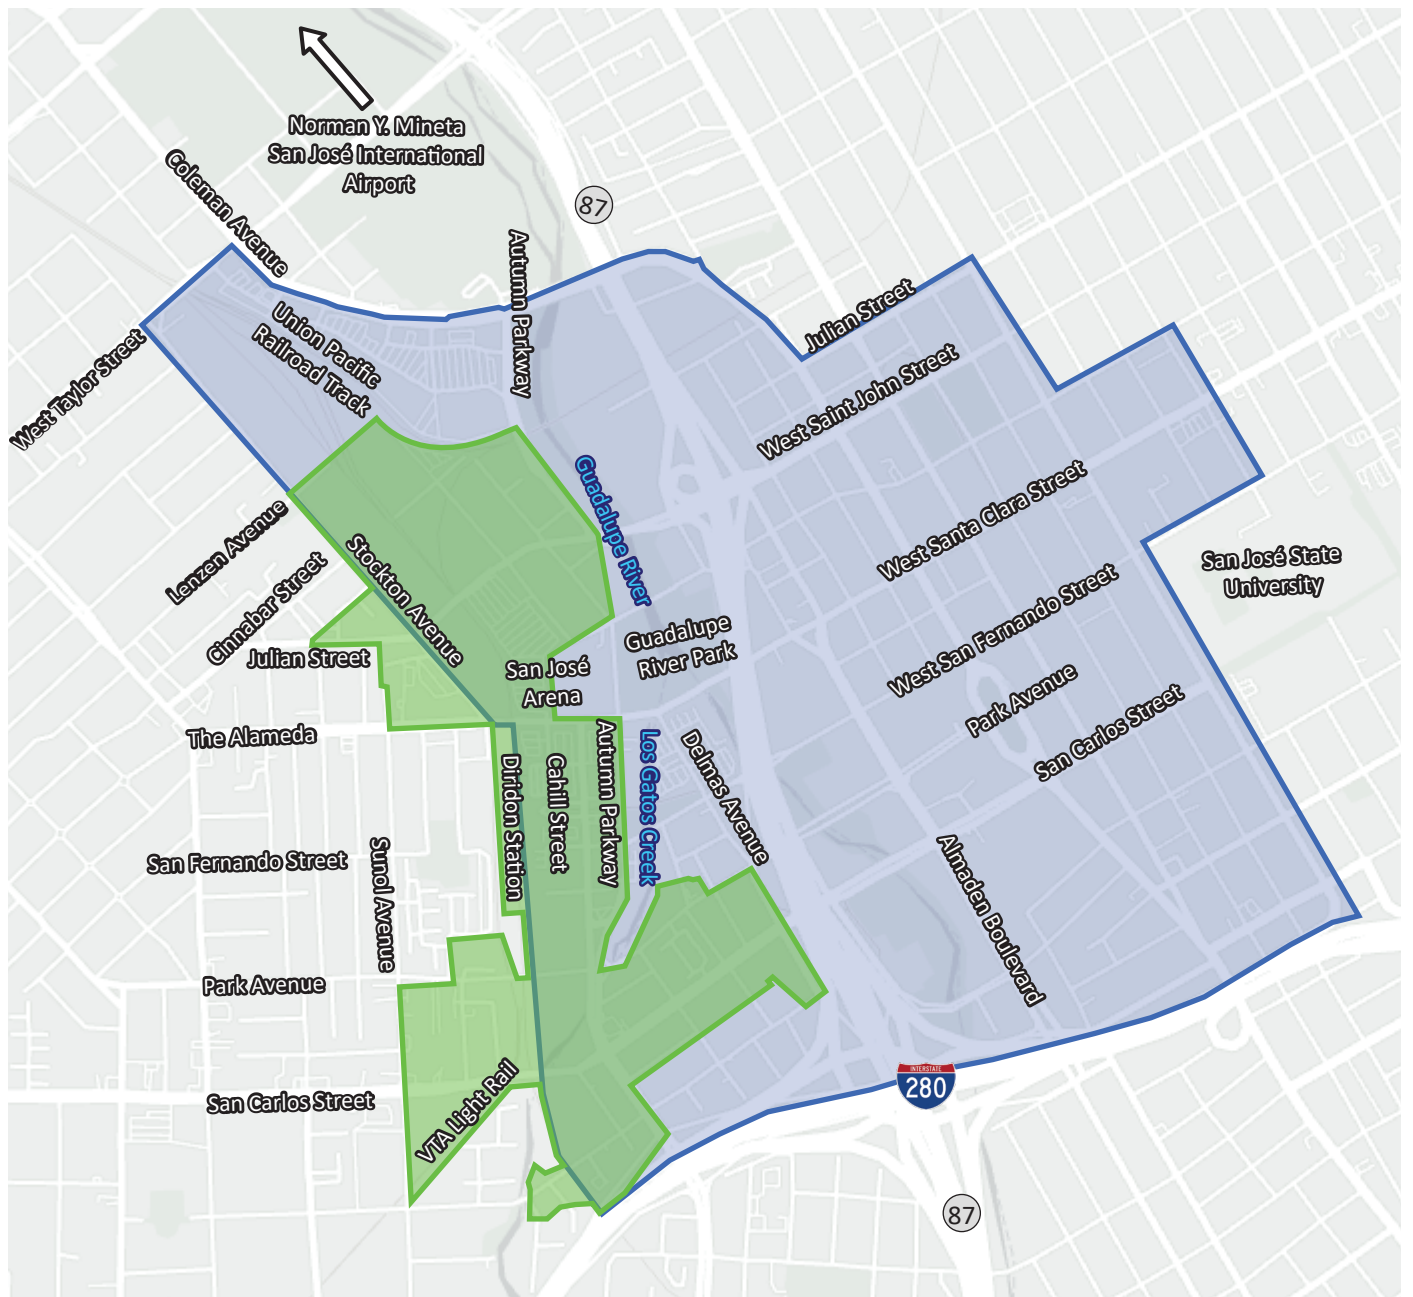 Norman Y. Mineta
San José International
Airport
Coleman Avenue
87
Autumn Parkway
Julian Street
Union Pacific
Railroad Track
West Taylor Street
West Saint John Street
Guadalupe River
West Santa Clara Street
Lenzen Avenue
Stockton Avenue
Cinnabar Street
San José State
University
West San Fernando Street
Julian Street
Guadalupe
River Park
San José
Arena
Park Avenue
San Carlos Street
The Alameda
Diridon Station
Cahill Street
Autumn Parkway
Los Gatos Creek
Delmas Avenue
San Fernando Street
Sunol Avenue
Almaden Boulevard
Park Avenue
VTA Light Rail
San Carlos Street
INTERSTATE
280
87